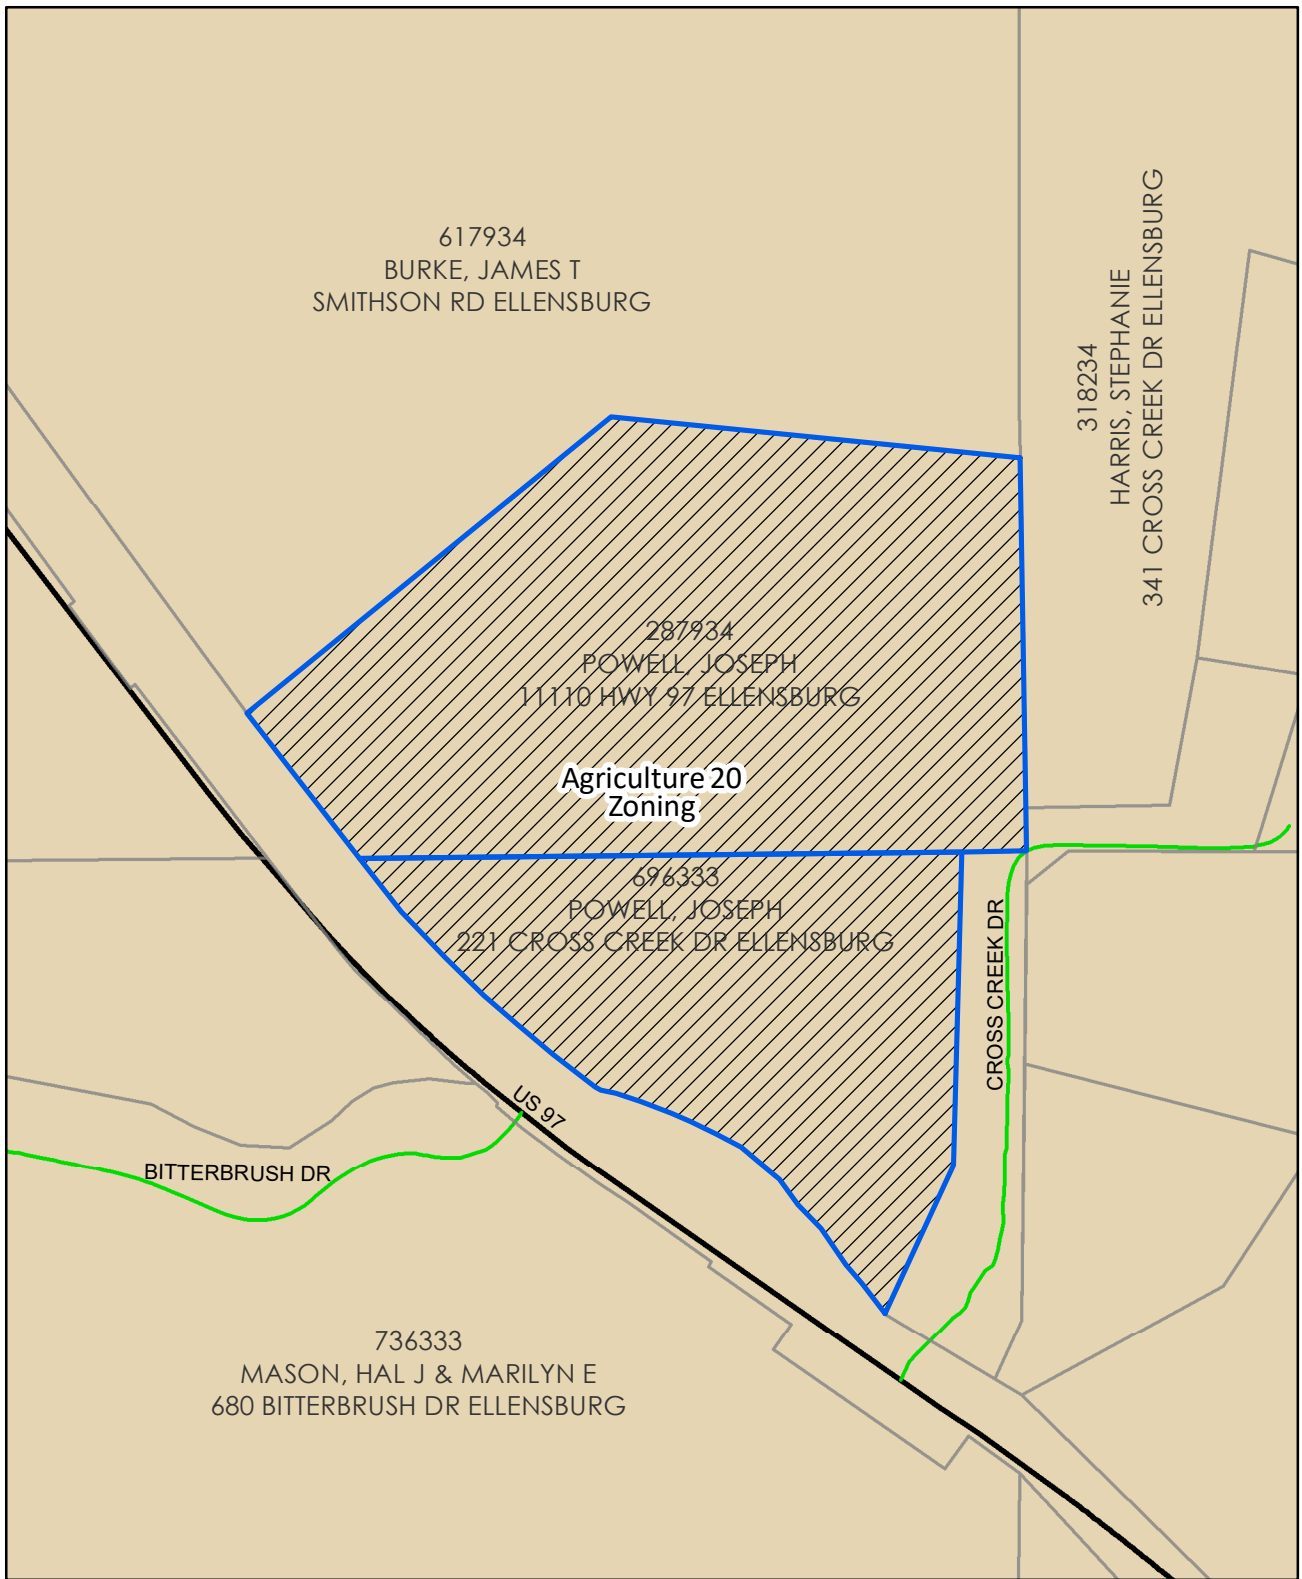 617934
BURKE, JAMES T
SMITHSON RD ELLENSBURG
318234
HARRIS, STEPHANIE
341 CROSS CREEK DR ELLENSBURG
287934
POWELL, JOSEPH
11110 HWY 97 ELLENSBURG
Agriculture 20
Zoning
696333
POWELL, JOSEPH
221 CROSS CREEK DR ELLENSBURG
CROSS CREEK DR
US 97
BITTERBRUSH DR
736333
MASON, HAL J & MARILYN E
680 BITTERBRUSH DR ELLENSBURG